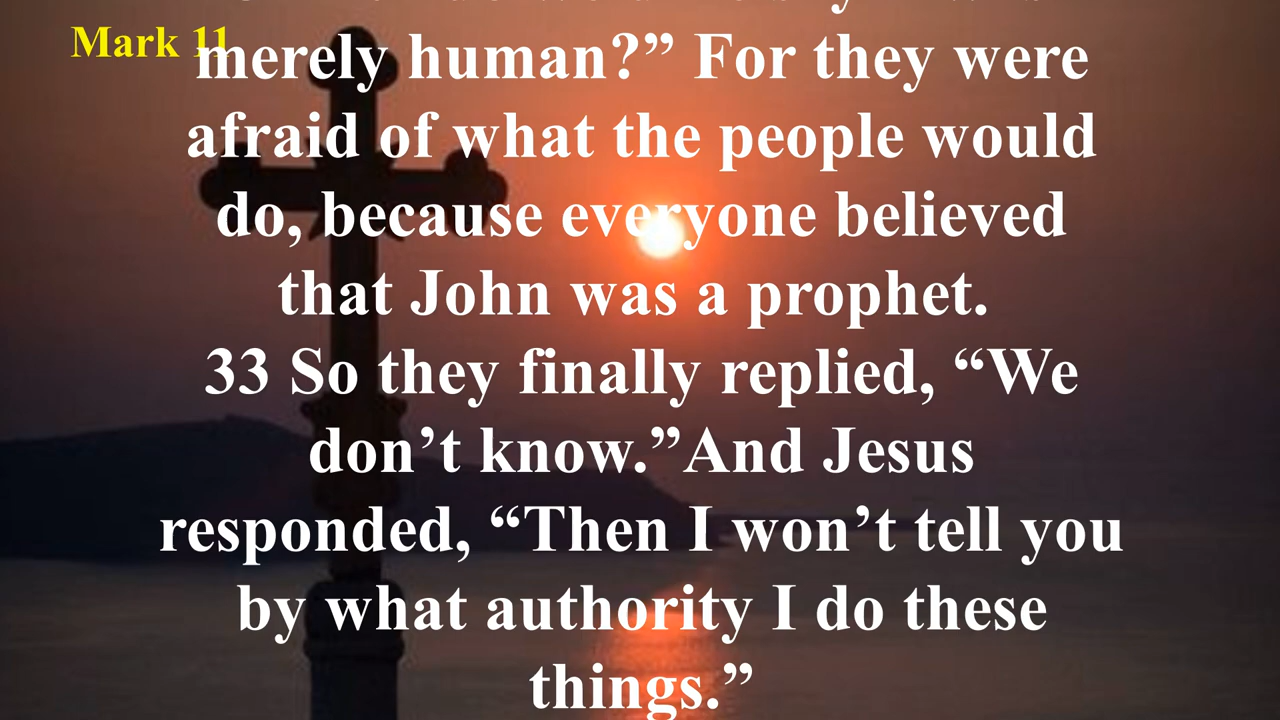 Mark 11
merely human?” For they were
afraid of what the people would
do, because everyone believed
that John was a prophet.
33 So they finally replied, “We
don’t know.”And Jesus
responded, “Then I won’t tell you
by what authority I do these
things.”